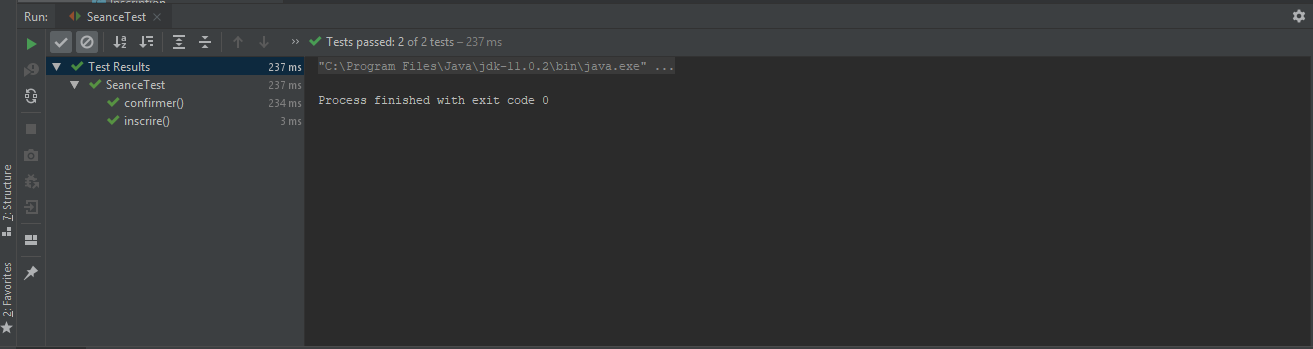 Inscription
Run: SeanceTest
Tests passed: 2 of 2 tests – 237 ms
Test Results 237 ms
SeanceTest 237 ms
confirmer() 234 ms
inscrire() 3 ms
"C:\Program Files\Java\jdk-11.0.2\bin\java.exe" ...
Process finished with exit code 0
7: Structure
2: Favorites